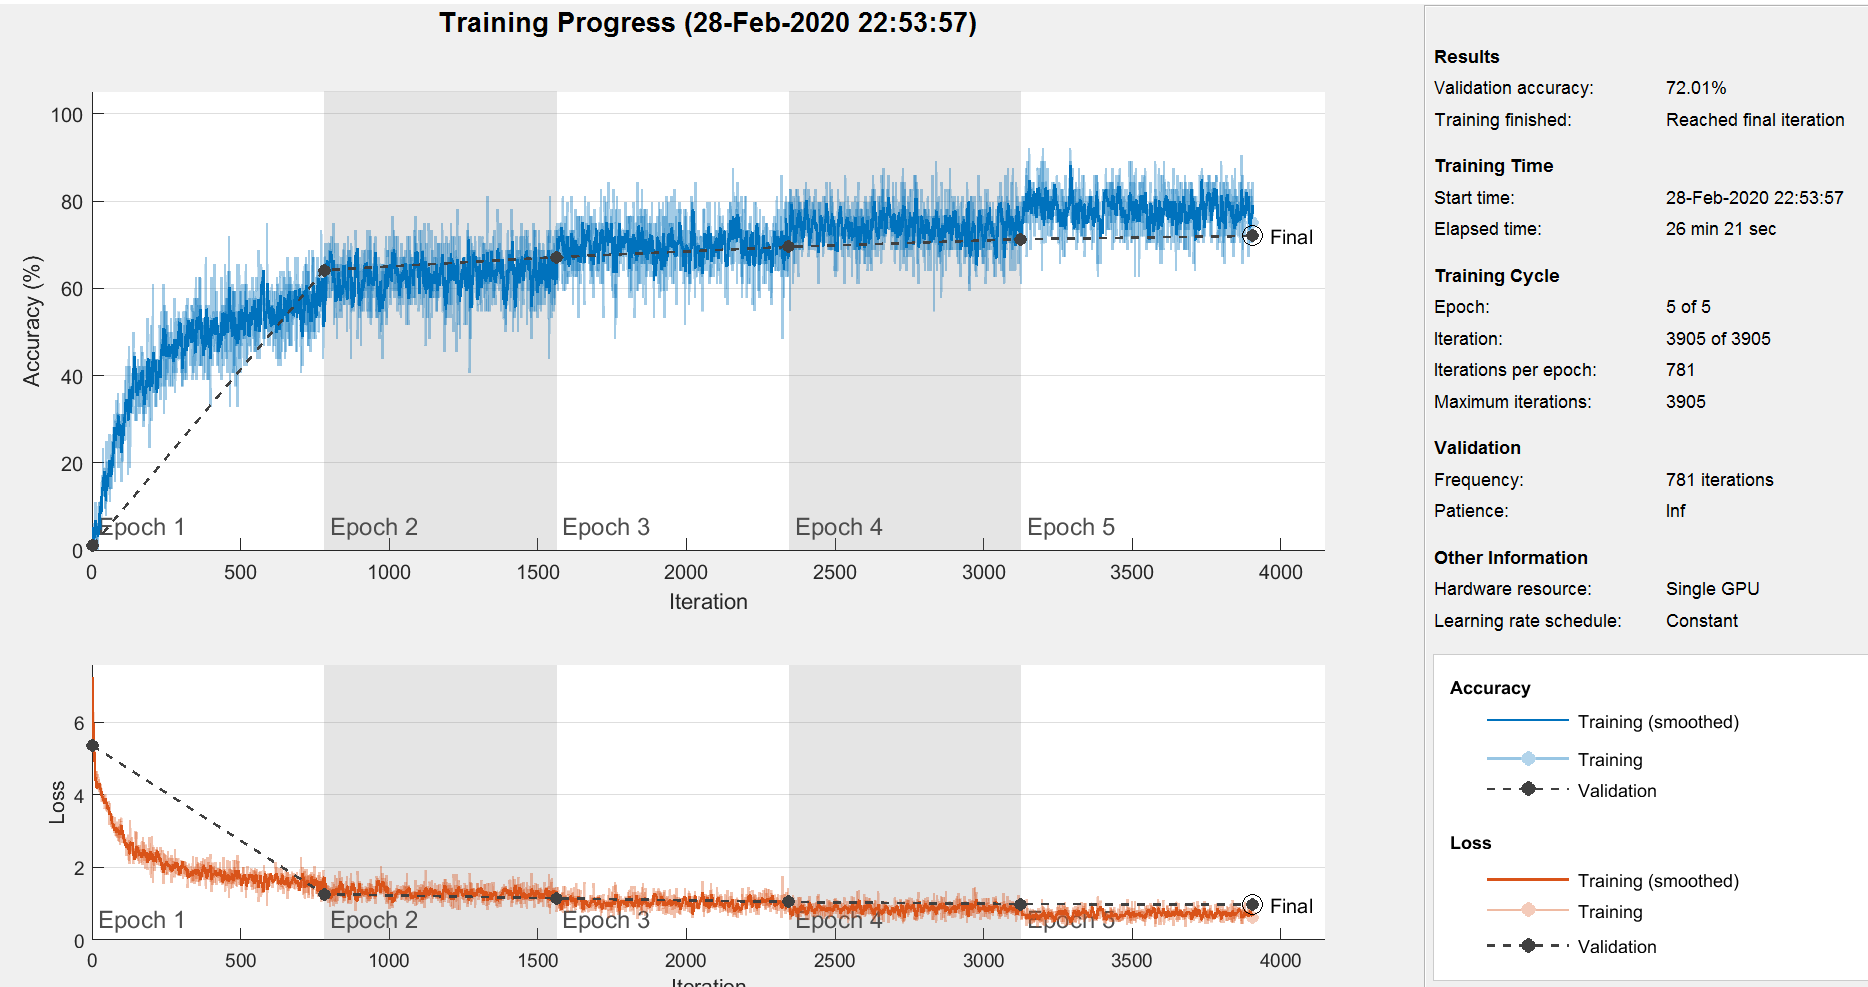 Training Progress (28-Feb-2020 22:53:57)
Accuracy (%)
100
80
60
40
20
0
Epoch 1 Epoch 2 Epoch 3 Epoch 4 Epoch 5
Final
0 500 1000 1500 2000 2500 3000 3500 4000
Iteration
Loss
6
4
2
0
Epoch 1 Epoch 2 Epoch 3 Epoch 4 Epoch 5
Final
0 500 1000 1500 2000 2500 3000 3500 4000
Iteration
Results
Validation accuracy: 72.01%
Training finished: Reached final iteration
Training Time
Start time: 28-Feb-2020 22:53:57
Elapsed time: 26 min 21 sec
Training Cycle
Epoch: 5 of 5
Iteration: 3905 of 3905
Iterations per epoch: 781
Maximum iterations: 3905
Validation
Frequency: 781 iterations
Patience: Inf
Other Information
Hardware resource: Single GPU
Learning rate schedule: Constant
Accuracy
Training (smoothed)
Training
Validation
Loss
Training (smoothed)
Training
Validation